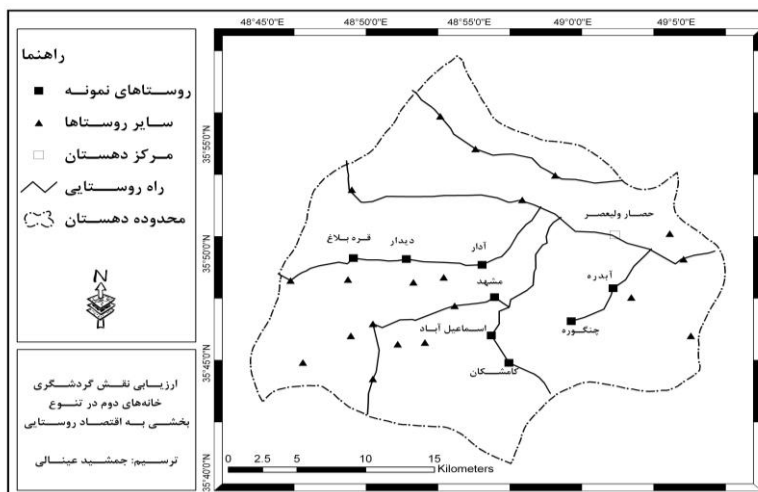 48°45'0"E 48°50'0"E 48°55'0"E 49°0'0"E 49°5'0"E
راهنما
روستاهای نمونه
سایر روستاها
مرکز دهستان
راه روستایی
محدوده دهستان
N
ارزیابی نقش گردشگری
خانه‌های دوم در تنوع
بخشی به اقتصاد روستایی
ترسیم: جمشید عینالی
35°55'0"N
35°50'0"N
35°45'0"N
35°40'0"N
حصار ولیعصر
قره بلاغ
دیدار
آدار
مشهد
آبدره
اسماعیل آباد
چنگوره
کامشکان
0 2.5 5 10 15
Kilometers